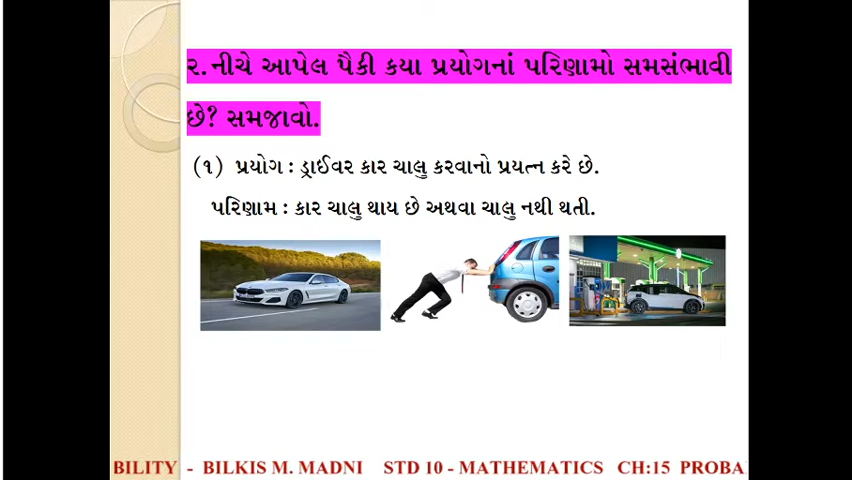 ૨. નીચે આપેલ પૈકી કયા પ્રયોગનાં પરિણામો સમસંભાવી
છે? સમજાવો.
(૧) પ્રયોગ : ડ્રાઈવર કાર ચાલુ કરવાનો પ્રયત્ન કરે છે.
પરિણામ : કાર ચાલુ થાય છે અથવા ચાલુ નથી થતી.
BILITY - BILKIS M. MADNI STD 10 - MATHEMATICS CH:15 PROBA